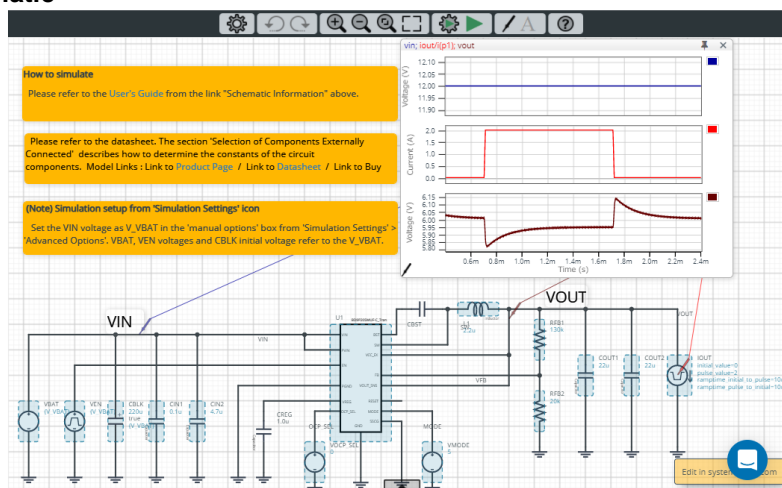 vin; iout/i(p1); vout
How to simulate
Please refer to the User's Guide from the link "Schematic Information" above.
Please refer to the datasheet. The section 'Selection of Components Externally
Connected' describes how to determine the constants of the circuit
components. Model Links : Link to Product Page / Link to Datasheet / Link to Buy
(Note) Simulation setup from 'Simulation Settings' icon
Set the VIN voltage as V_VBAT in the 'manual options' box from 'Simulation Settings' >
'Advanced Options'. VBAT, VEN voltages and CBLK initial voltage refer to the V_VBAT.
Voltage (V)
12.10
12.05
12.00
11.95
11.90
Current (A)
2.0
1.5
1.0
0.5
0.0
Voltage (V)
6.15
6.10
6.05
6.00
5.95
5.90
5.85
5.80
0.6m 0.8m 1.0m 1.2m 1.4m 1.6m 1.8m 2.0m 2.2m 2.4m
Time (s)
VIN
VOUT
U1
VIN
CBST
2.2u
VOUT
RFB1
130k
VFB
RFB2
20k
COUT1
22u
COUT2
22u
IOUT
initial_value=0
pulse_value=2
VBAT
VEN
CBLK
220u
true
CIN1
0.1u
CIN2
4.7u
CREG
1.0u
OCP_SEL
VOCP_SEL
0
MODE
VMODE
5